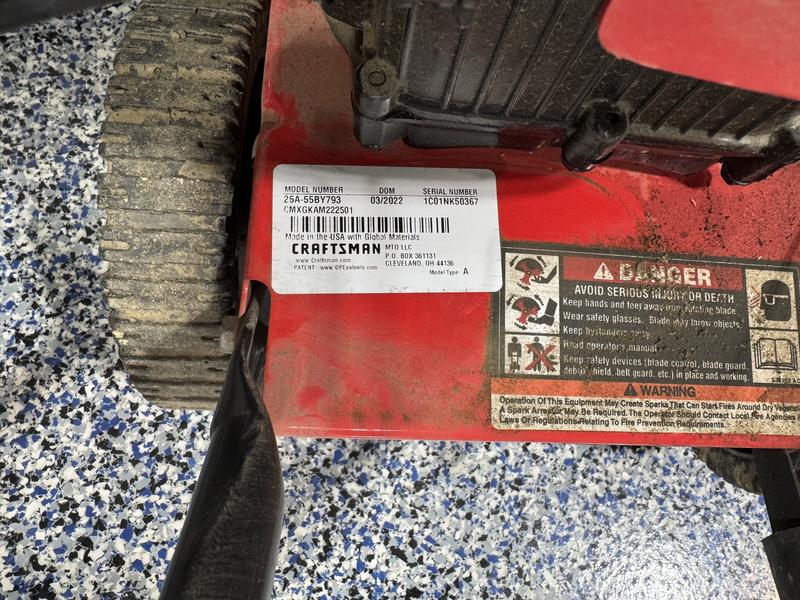 MODEL NUMBER DOM SERIAL NUMBER
25A-55BY793 03/2022 1C01NK50367
CMXGKAM222501
Made in the USA with Global Materials
CRAFTSMAN MTD LLC
www.Craftsman.com P.O. BOX 361131
PATENT: www.OPEpatents.com CLEVELAND, OH 44136
Model Type: A
DANGER
AVOID SERIOUS INJURY OR DEATH
Keep hands and feet away from rotating blade.
Wear safety glasses. Blade may throw objects.
Keep bystanders away.
Read operator's manual.
Keep safety devices (blade control, blade guard,
debris shield, belt guard, etc.) in place and working.
WARNING
Operation Of This Equipment May Create Sparks That Can Start Fires Around Dry
A Spark Arrestor May Be Required. The Operator Should Contact Local Fire Agencies
Laws Or Regulations Relating To Fire Prevention Requirements.